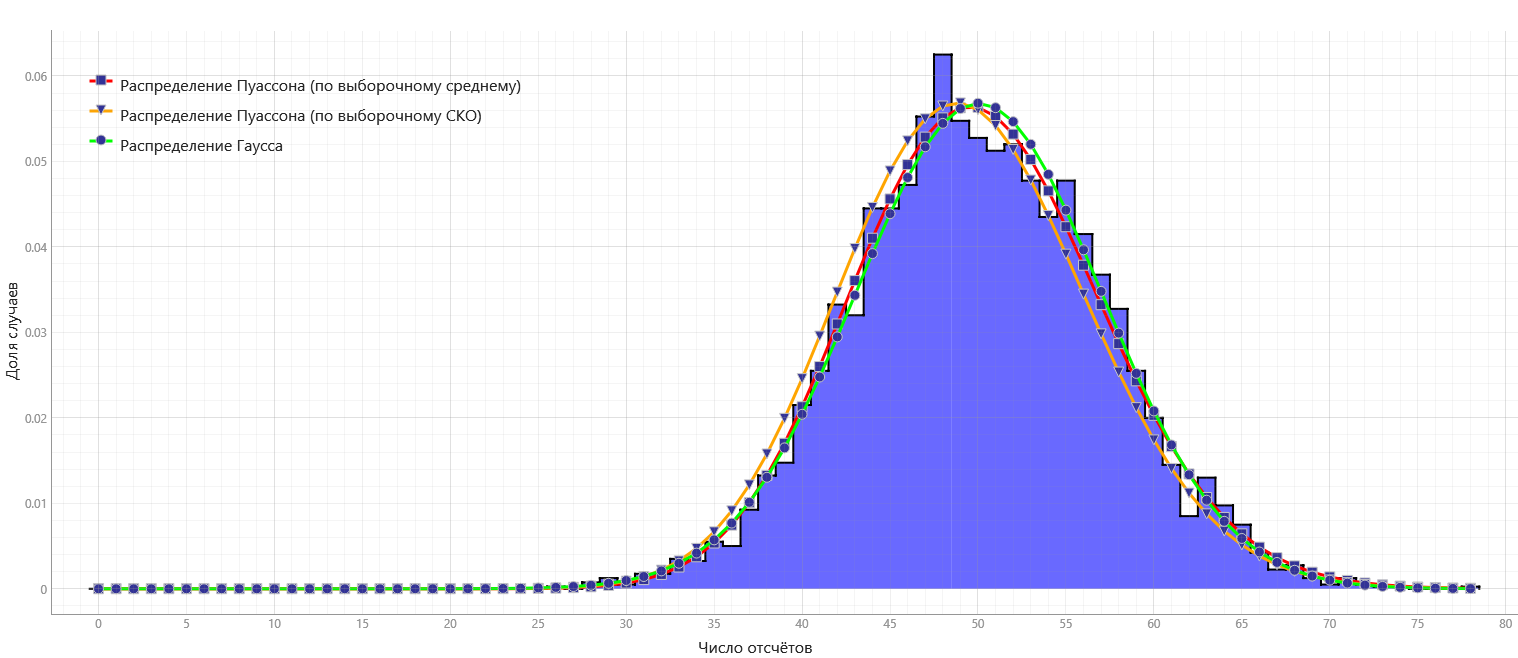 Распределение Пуассона (по выборочному среднему)
Распределение Пуассона (по выборочному СКО)
Распределение Гаусса
0.06
0.05
0.04
0.03
0.02
0.01
0
Доля случаев
0 5 10 15 20 25 30 35 40 45 50 55 60 65 70 75 80
Число отсчётов